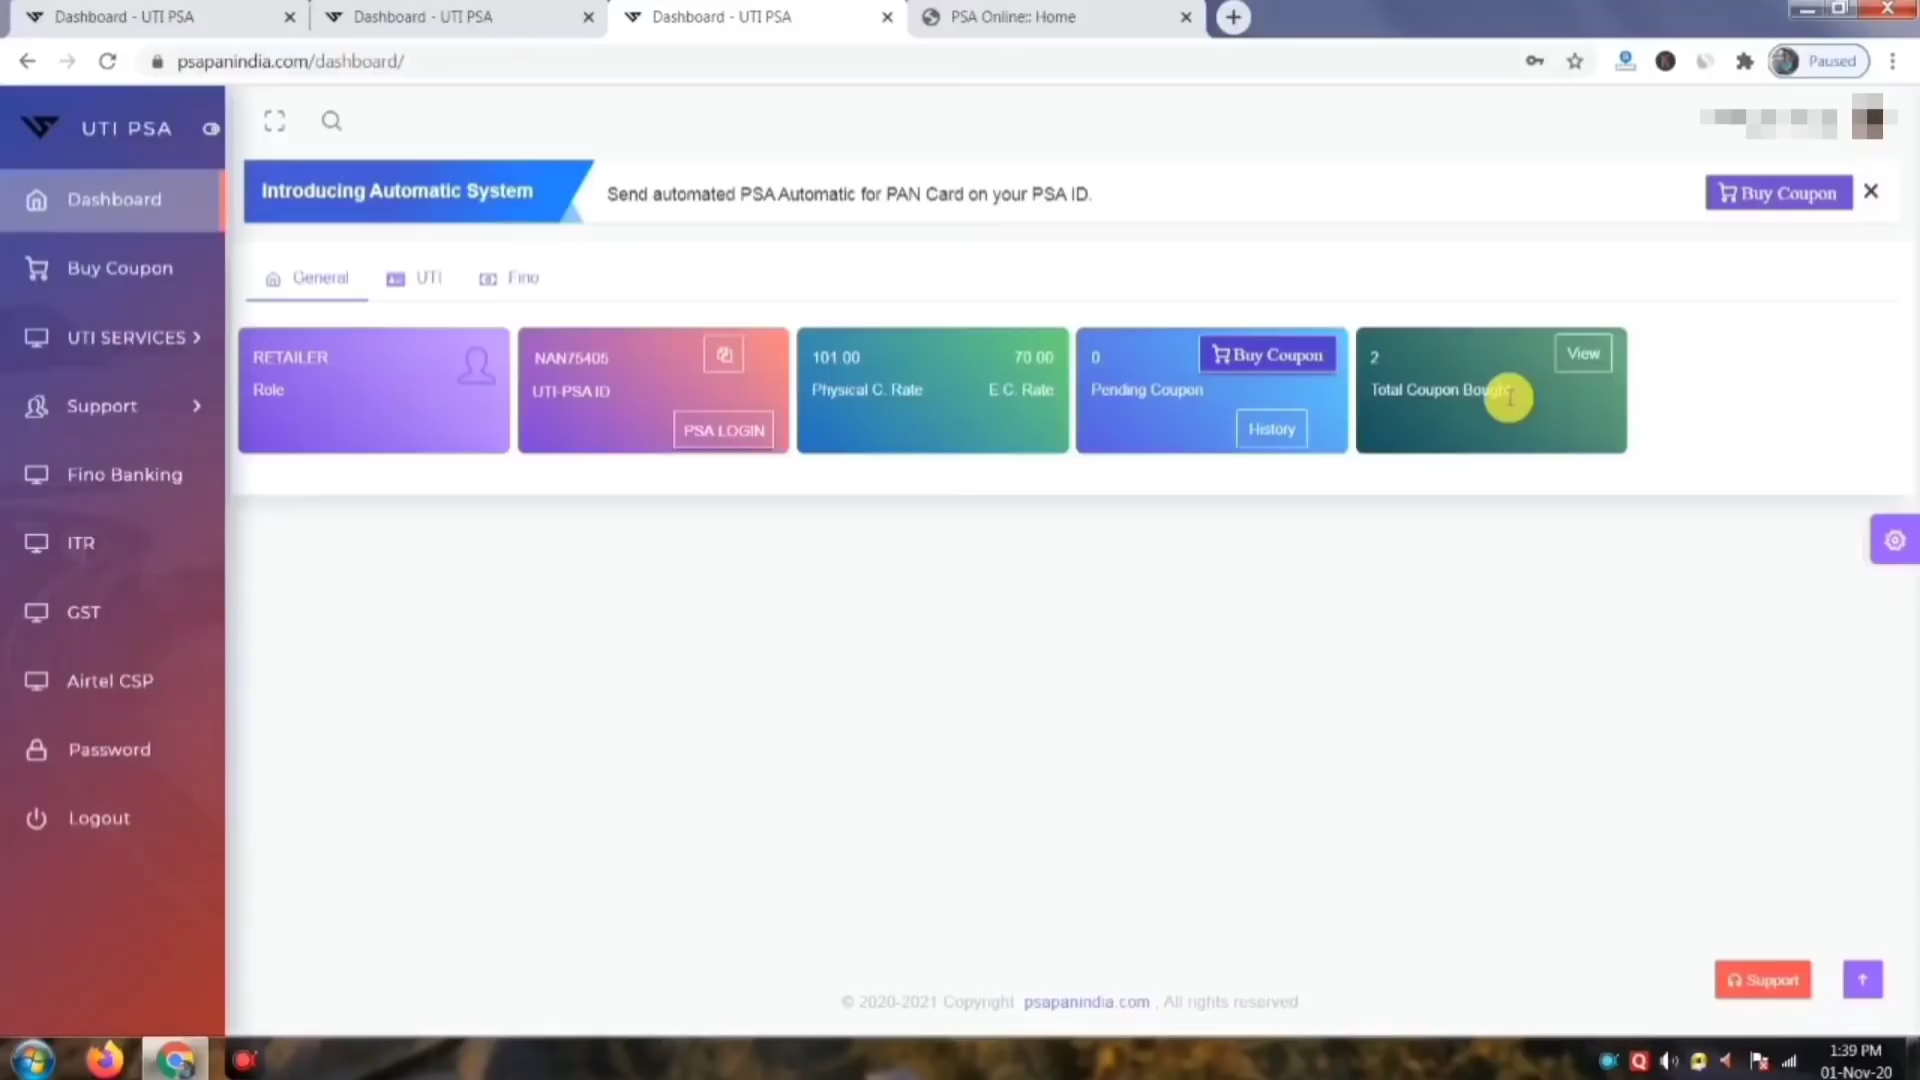 Dashboard - UTI PSA
Dashboard - UTI PSA
Dashboard - UTI PSA
PSA Online:: Home
psapanindia.com/dashboard/
Paused
UTI PSA
Dashboard
Buy Coupon
UTI SERVICES
Support
Fino Banking
ITR
GST
Airtel CSP
Password
Logout
Introducing Automatic System
Send automated PSA Automatic for PAN Card on your PSA ID.
Buy Coupon
General
UTI
Fino
RETAILER
Role
NAN75405
UTI-PSA ID
PSA LOGIN
101 00
70 00
Physical C. Rate
E C. Rate
0
Buy Coupon
Pending Coupon
History
2
View
Total Coupon Bought
Support
© 2020-2021 Copyright psapanindia.com , All rights reserved
1:39 PM
01-Nov-20